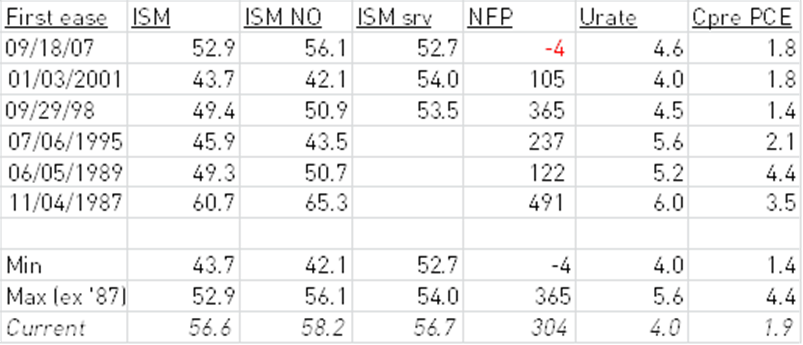 First ease ISM ISM NO ISM srv NFP Urate Cpre PCE
09/18/07 52.9 56.1 52.7 -4 4.6 1.8
01/03/2001 43.7 42.1 54.0 105 4.0 1.8
09/29/98 49.4 50.9 53.5 365 4.5 1.4
07/06/1995 45.9 43.5 237 5.6 2.1
06/05/1989 49.3 50.7 122 5.2 4.4
11/04/1987 60.7 65.3 491 6.0 3.5
Min 43.7 42.1 52.7 -4 4.0 1.4
Max (ex '87) 52.9 56.1 54.0 365 5.6 4.4
Current 56.6 58.2 56.7 304 4.0 1.9